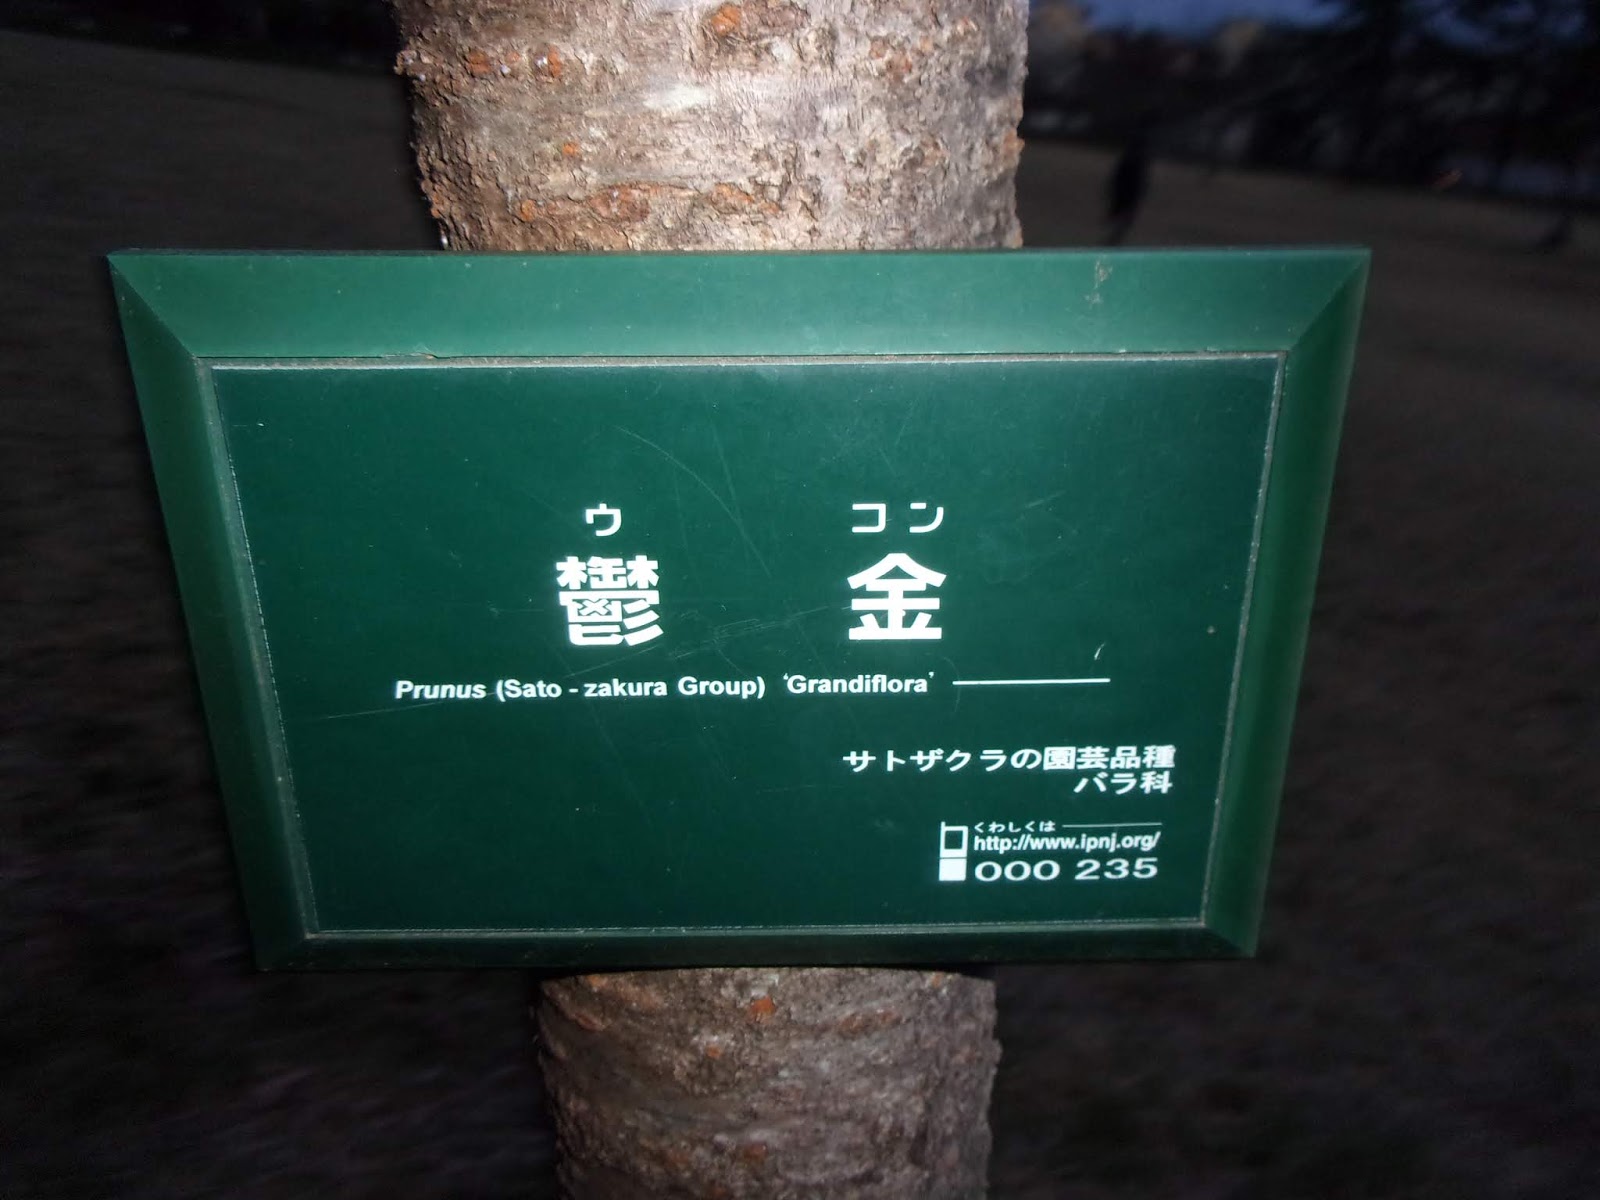 ウ コン
鬱 金
Prunus (Sato - zakura Group) 'Grandiflora'
サトザクラの園芸品種
バラ科
くわしくは
http://www.ipnj.org/
000 235